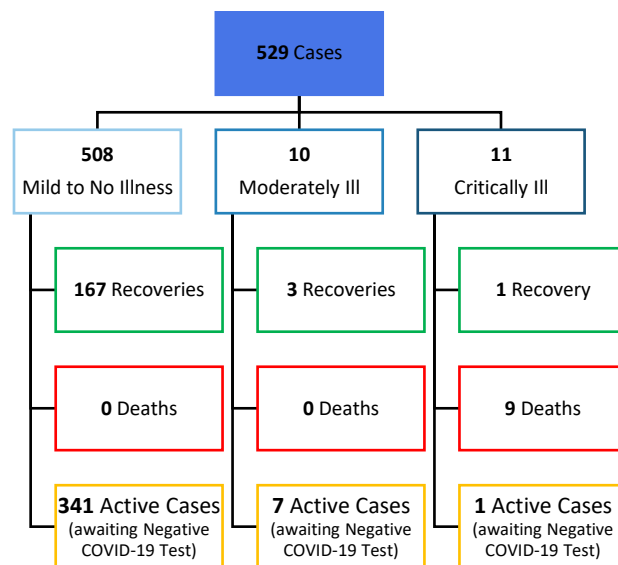 529 Cases
508
Mild to No Illness
10
Moderately Ill
11
Critically Ill
167 Recoveries
3 Recoveries
1 Recovery
0 Deaths
0 Deaths
9 Deaths
341 Active Cases
(awaiting Negative
COVID-19 Test)
7 Active Cases
(awaiting Negative
COVID-19 Test)
1 Active Cases
(awaiting Negative
COVID-19 Test)